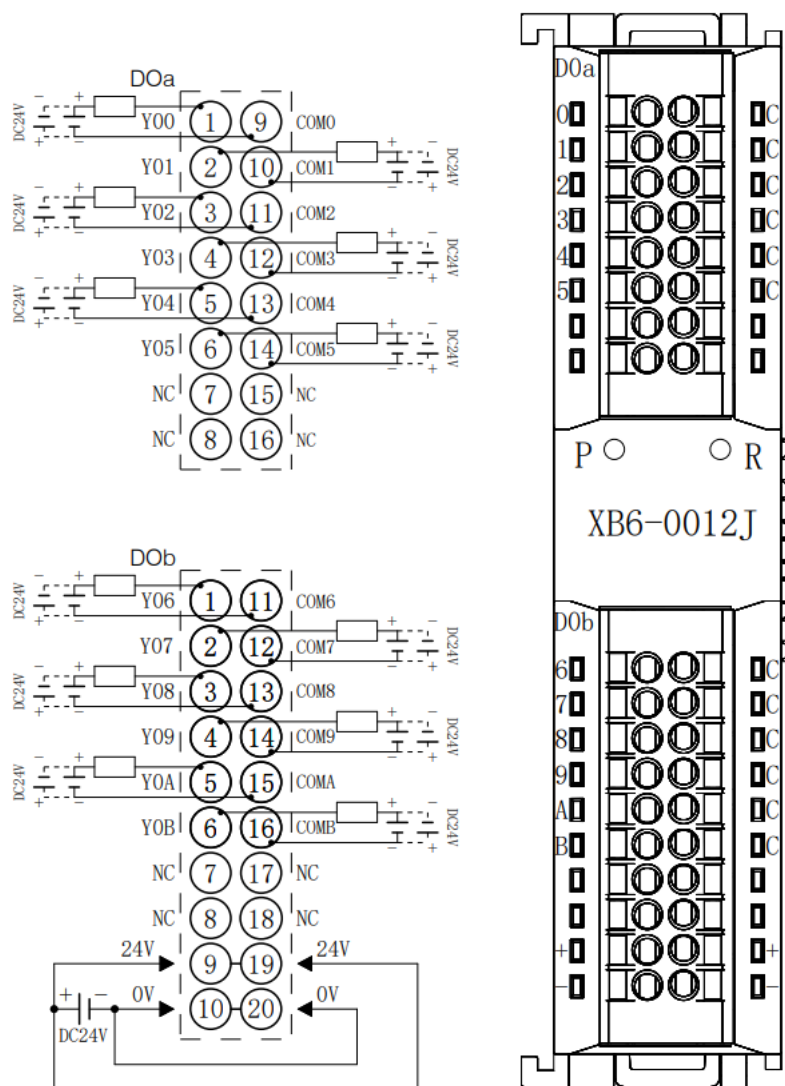 DOa
DC24V
- +
+ -
Y00 1 9 COM0
Y01 2 10 COM1
+ -
- +
DC24V
DC24V
- +
+ -
Y02 3 11 COM2
Y03 4 12 COM3
+ -
- +
DC24V
DC24V
- +
+ -
Y04 5 13 COM4
Y05 6 14 COM5
+ -
- +
DC24V
NC 7 15 NC
NC 8 16 NC
DOb
DC24V
- +
+ -
Y06 1 11 COM6
Y07 2 12 COM7
+ -
- +
DC24V
DC24V
- +
+ -
Y08 3 13 COM8
Y09 4 14 COM9
+ -
- +
DC24V
DC24V
- +
+ -
Y0A 5 15 COMA
Y0B 6 16 COMB
+ -
- +
DC24V
NC 7 17 NC
NC 8 18 NC
24V 9 19 24V
+ - 0V 10 20 0V
DC24V
DOa
0 C
1 C
2 C
3 C
4 C
5 C
P R
XB6-0012J
DOb
6 C
7 C
8 C
9 C
A C
B C
+ +
- -